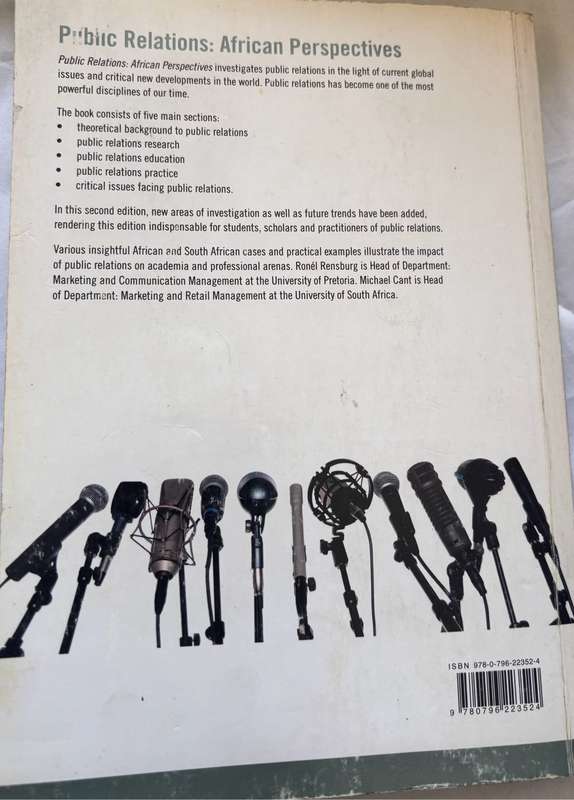 Public Relations: African Perspectives
Public Relations: African Perspectives investigates public relations in the light of current global
issues and critical new developments in the world. Public relations has become one of the most
powerful disciplines of our time.
The book consists of five main sections:
• theoretical background to public relations
• public relations research
• public relations education
• public relations practice
• critical issues facing public relations.
In this second edition, new areas of investigation as well as future trends have been added,
rendering this edition indispensable for students, scholars and practitioners of public relations.
Various insightful African and South African cases and practical examples illustrate the impact
of public relations on academia and professional arenas. Ronél Rensburg is Head of Department:
Marketing and Communication Management at the University of Pretoria. Michael Cant is Head
of Department: Marketing and Retail Management at the University of South Africa.
ISBN 978-0-796-22352-4
9 780796 223524